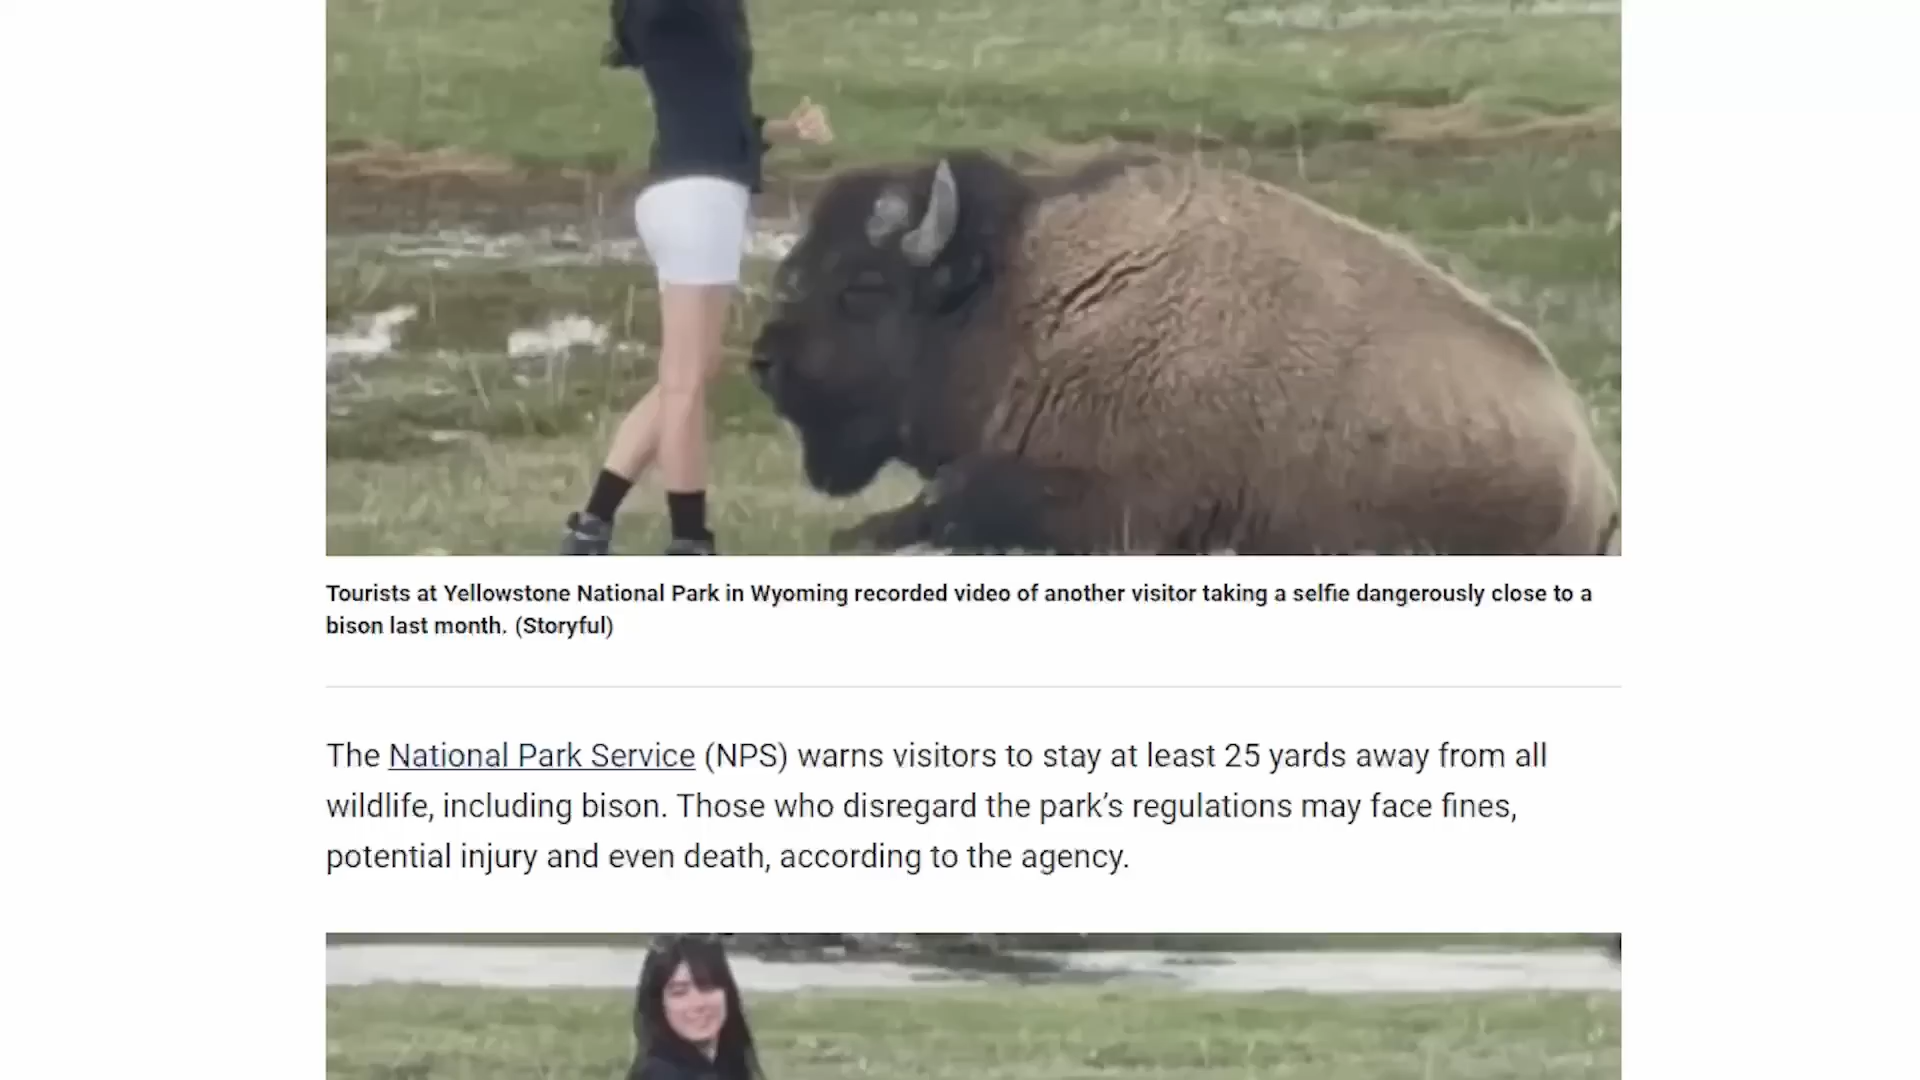 Tourists at Yellowstone National Park in Wyoming recorded video of another visitor taking a selfie dangerously close to a
bison last month. (Storyful)
The National Park Service (NPS) warns visitors to stay at least 25 yards away from all
wildlife, including bison. Those who disregard the park’s regulations may face fines,
potential injury and even death, according to the agency.